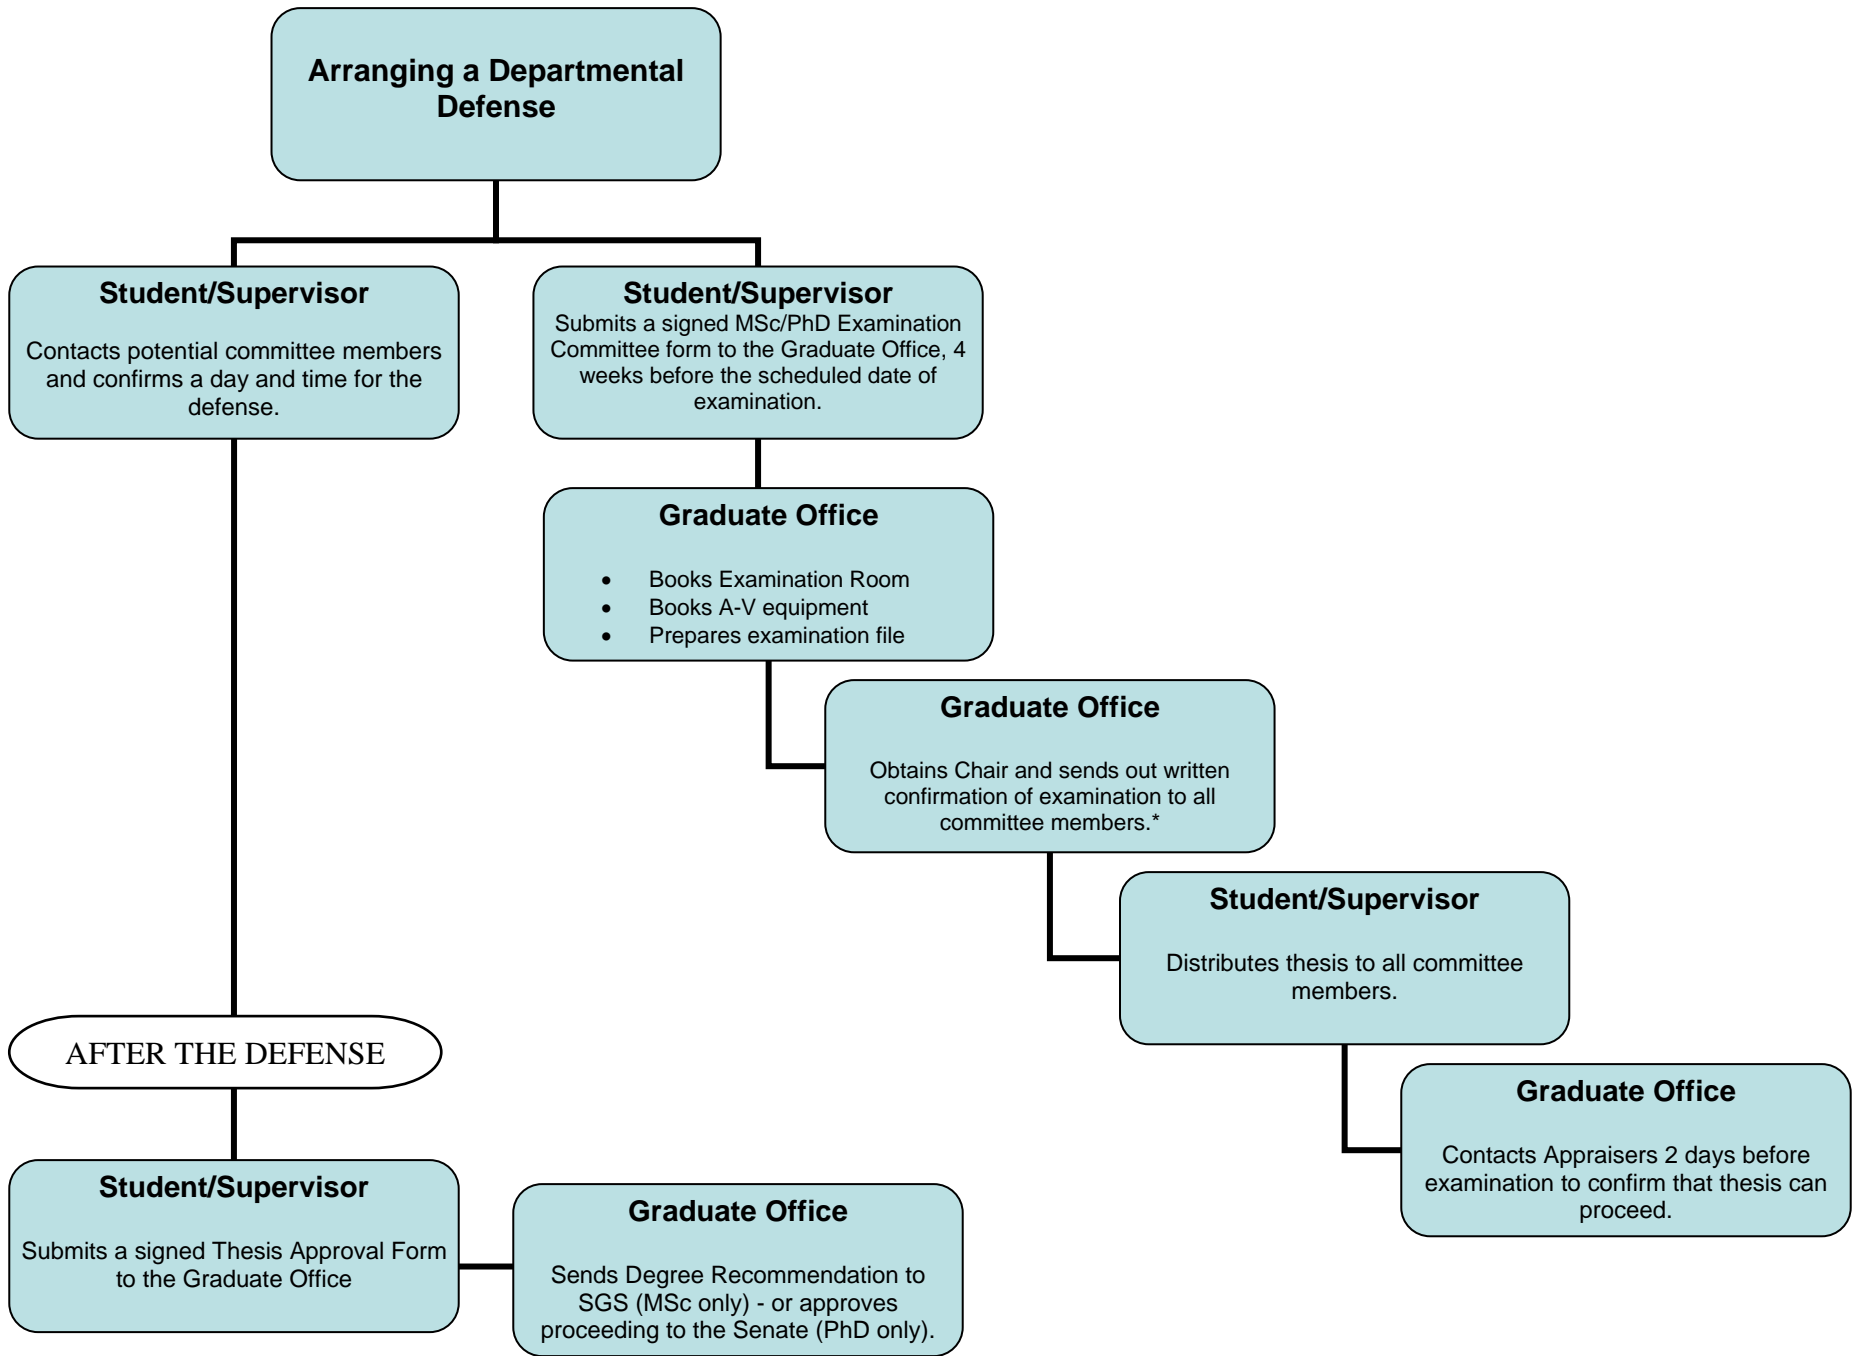 Arranging a Departmental
Defense
Student/Supervisor
Contacts potential committee members
and confirms a day and time for the
defense.
Student/Supervisor
Submits a signed MSc/PhD Examination
Committee form to the Graduate Office, 4
weeks before the scheduled date of
examination.
Graduate Office
• Books Examination Room
• Books A-V equipment
• Prepares examination file
Graduate Office
Obtains Chair and sends out written
confirmation of examination to all
committee members.*
Student/Supervisor
Distributes thesis to all committee
members.
Graduate Office
Contacts Appraisers 2 days before
examination to confirm that thesis can
proceed.
AFTER THE DEFENSE
Student/Supervisor
Submits a signed Thesis Approval Form
to the Graduate Office
Graduate Office
Sends Degree Recommendation to
SGS (MSc only) - or approves
proceeding to the Senate (PhD only).